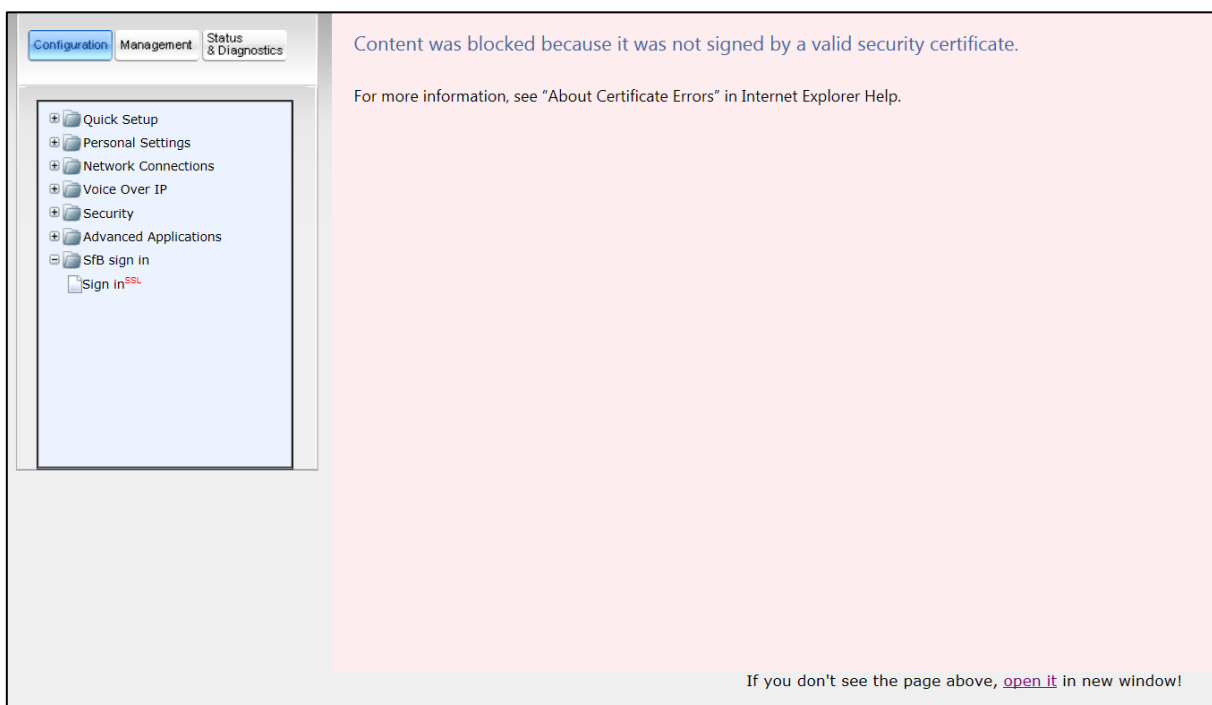 Configuration
Management
Status
& Diagnostics
Quick Setup
Personal Settings
Network Connections
Voice Over IP
Security
Advanced Applications
SfB sign in
Sign inSSL
Content was blocked because it was not signed by a valid security certificate.
For more information, see “About Certificate Errors” in Internet Explorer Help.
If you don't see the page above, open it in new window!